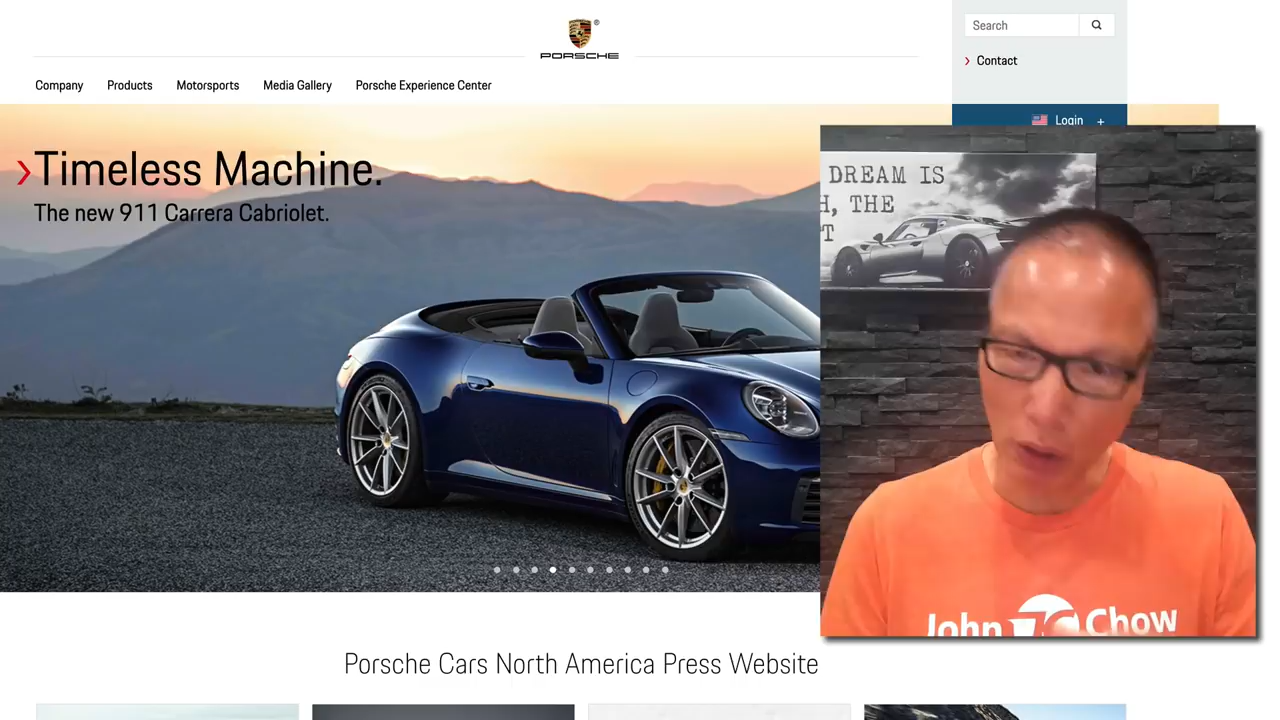 PORSCHE
®
Search
Contact
Company
Products
Motorsports
Media Gallery
Porsche Experience Center
Login +
Timeless Machine.
The new 911 Carrera Cabriolet.
DREAM IS
H, THE
T
John JC Chow
Porsche Cars North America Press Website